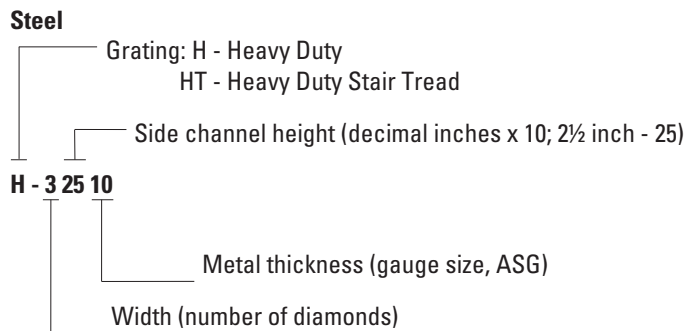 Steel
Grating: H - Heavy Duty
HT - Heavy Duty Stair Tread
Side channel height (decimal inches x 10; 2½ inch - 25)
H - 3 25 10
Metal thickness (gauge size, ASG)
Width (number of diamonds)